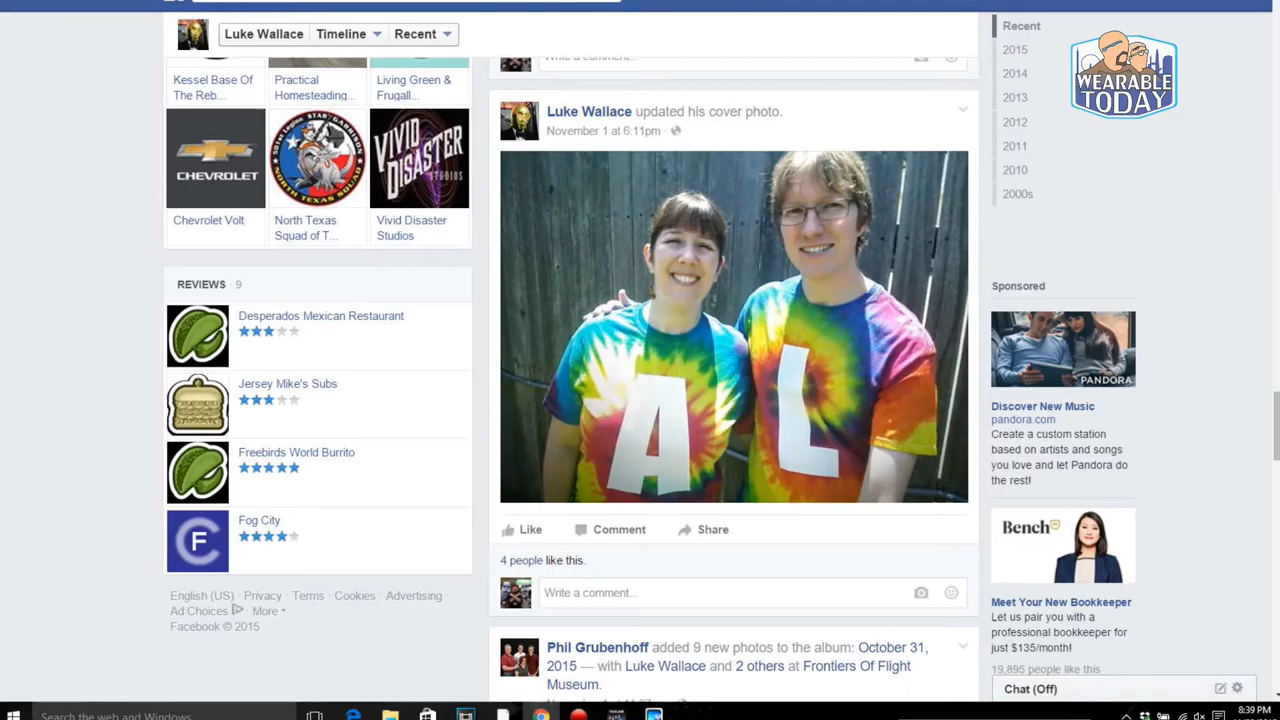 Luke Wallace Timeline Recent
Kessel Base Of The Reb...
Practical Homesteading...
Living Green & Frugall...
CHEVROLET
NORTH TEXAS SQUAD
VIVID DISASTER STUDIOS
Chevrolet Volt
North Texas Squad of T...
Vivid Disaster Studios
REVIEWS · 9
Desperados Mexican Restaurant
Jersey Mike's Subs
Freebirds World Burrito
F
Fog City
English (US) · Privacy · Terms · Cookies · Advertising ·
Ad Choices · More
Facebook © 2015
Write a comment...
Luke Wallace updated his cover photo.
November 1 at 6:11pm ·
A L
Like Comment Share
4 people like this.
Write a comment...
Phil Grubenhoff added 9 new photos to the album: October 31,
2015 — with Luke Wallace and 2 others at Frontiers Of Flight
Museum.
Recent
2015
2014
2013
2012
2011
2010
2000s
WEARABLE
TODAY
Sponsored
PANDORA
Discover New Music
pandora.com
Create a custom station
based on artists and songs
you love and let Pandora do
the rest!
Bench
Meet Your New Bookkeeper
Let us pair you with a
professional bookkeeper for
just $135/month!
19,895 people like this
Chat (Off)
Search the web and Windows
8:39 PM